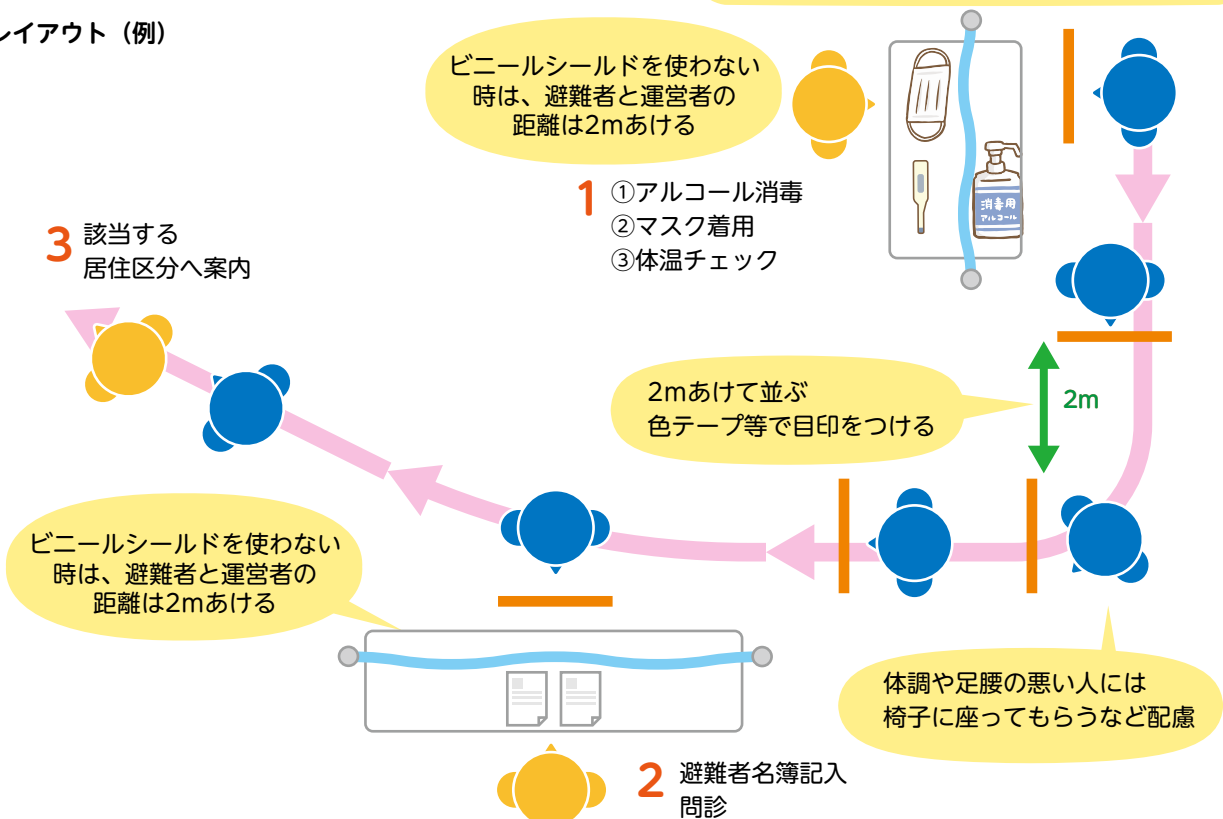 レイアウト（例）
ビニールシールドを使わない
時は、避難者と運営者の
距離は2mあける
1 ①アルコール消毒
②マスク着用
③体温チェック
消毒用
アルコール
3 該当する
居住区分へ案内
2mあけて並ぶ
色テープ等で目印をつける
2m
ビニールシールドを使わない
時は、避難者と運営者の
距離は2mあける
体調や足腰の悪い人には
椅子に座ってもらうなど配慮
2 避難者名簿記入
問診